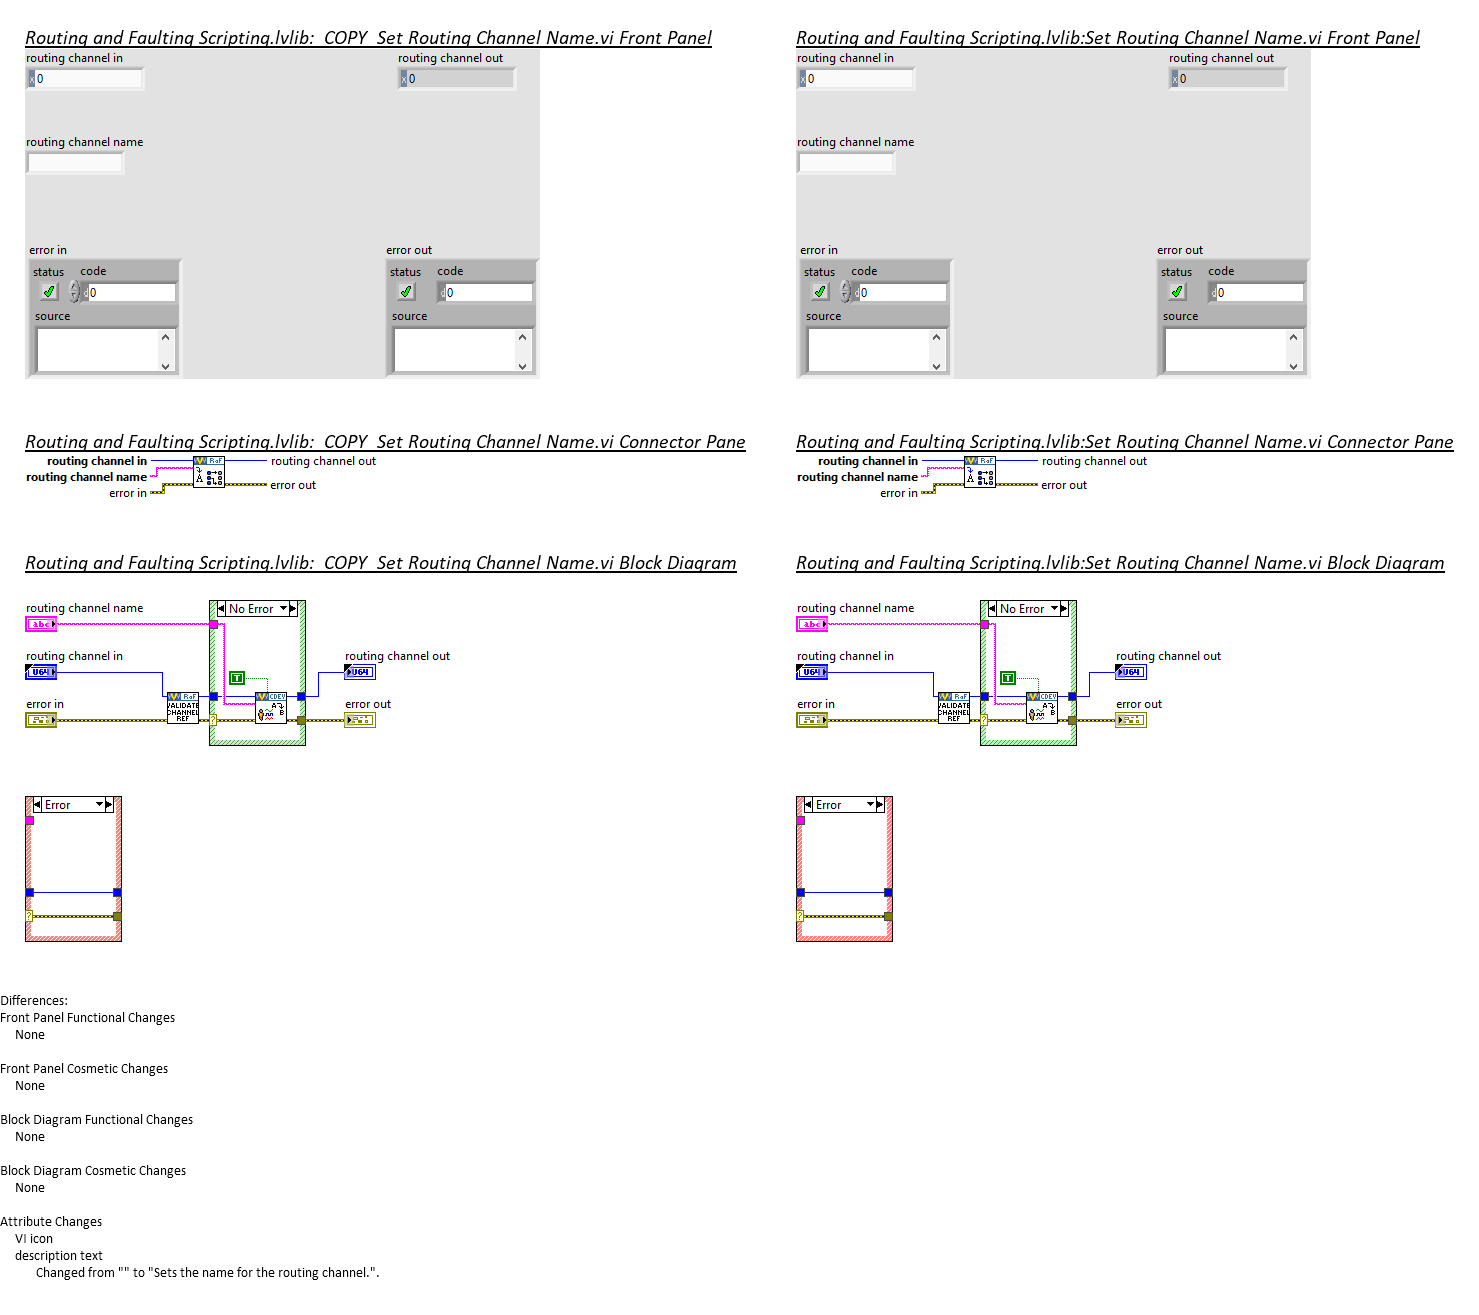 Routing and Faulting Scripting.lvlib:__COPY__Set Routing Channel Name.vi Front Panel
routing channel in
x 0
routing channel out
x 0
routing channel name
error in
status
code
d 0
source
error out
status
code
d 0
source
Routing and Faulting Scripting.lvlib:Set Routing Channel Name.vi Front Panel
routing channel in
x 0
routing channel out
x 0
routing channel name
error in
status
code
d 0
source
error out
status
code
d 0
source
Routing and Faulting Scripting.lvlib:__COPY__Set Routing Channel Name.vi Connector Pane
routing channel in
routing channel name
error in
RaF
A
routing channel out
error out
Routing and Faulting Scripting.lvlib:Set Routing Channel Name.vi Connector Pane
routing channel in
routing channel name
error in
RaF
A
routing channel out
error out
Routing and Faulting Scripting.lvlib:__COPY__Set Routing Channel Name.vi Block Diagram
routing channel name
abc
routing channel in
U64
error in
RaF
VALIDATE
CHANNEL
REF
No Error
T
CDEV
A
B
?
routing channel out
U64
error out
Error
?
Routing and Faulting Scripting.lvlib:Set Routing Channel Name.vi Block Diagram
routing channel name
abc
routing channel in
U64
error in
RaF
VALIDATE
CHANNEL
REF
No Error
T
CDEV
A
B
?
routing channel out
U64
error out
Error
?
Differences:
Front Panel Functional Changes
None
Front Panel Cosmetic Changes
None
Block Diagram Functional Changes
None
Block Diagram Cosmetic Changes
None
Attribute Changes
VI icon
description text
Changed from "" to "Sets the name for the routing channel.".